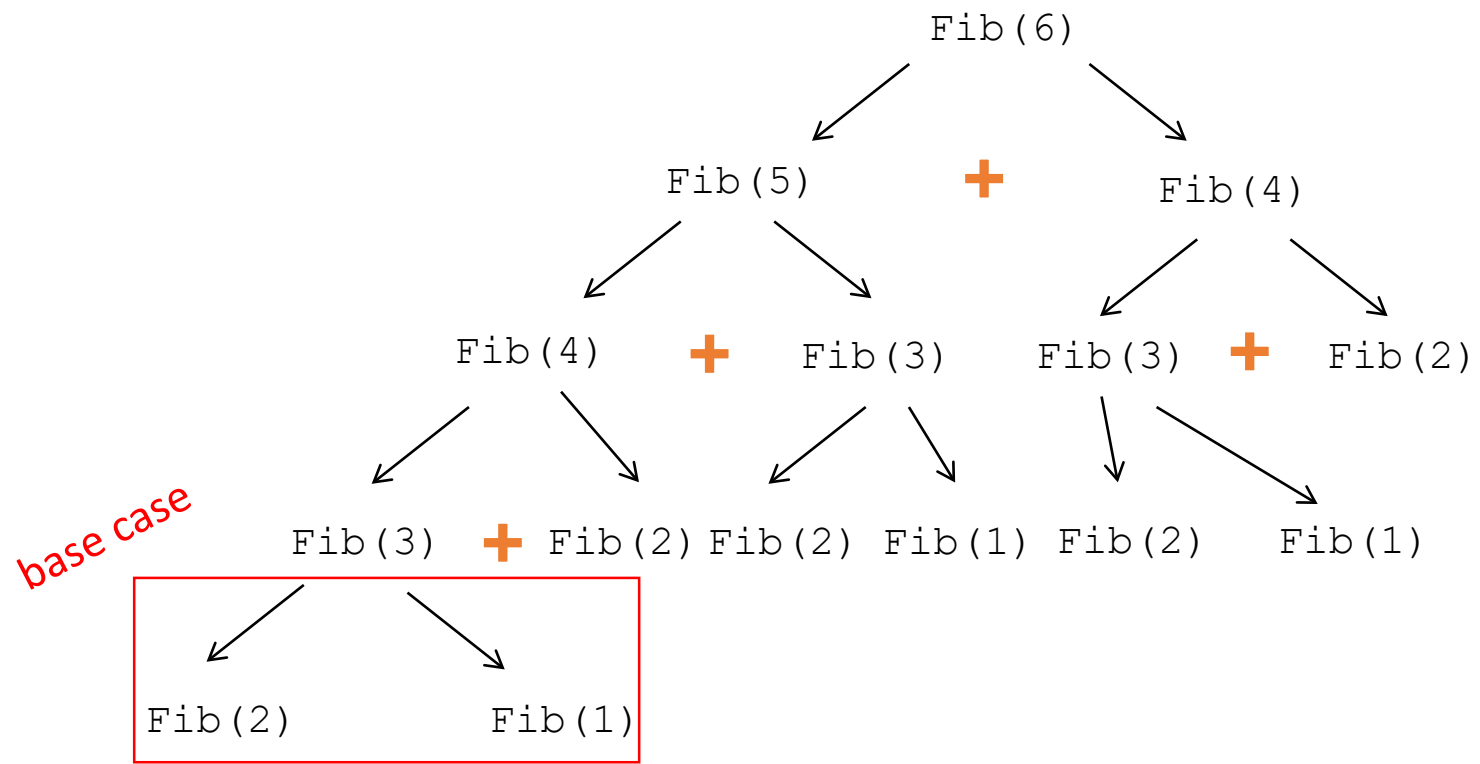 Fib(6)
Fib(5) + Fib(4)
Fib(4) + Fib(3) Fib(3) + Fib(2)
base case
Fib(3) + Fib(2) Fib(2) Fib(1) Fib(2) Fib(1)
Fib(2) Fib(1)